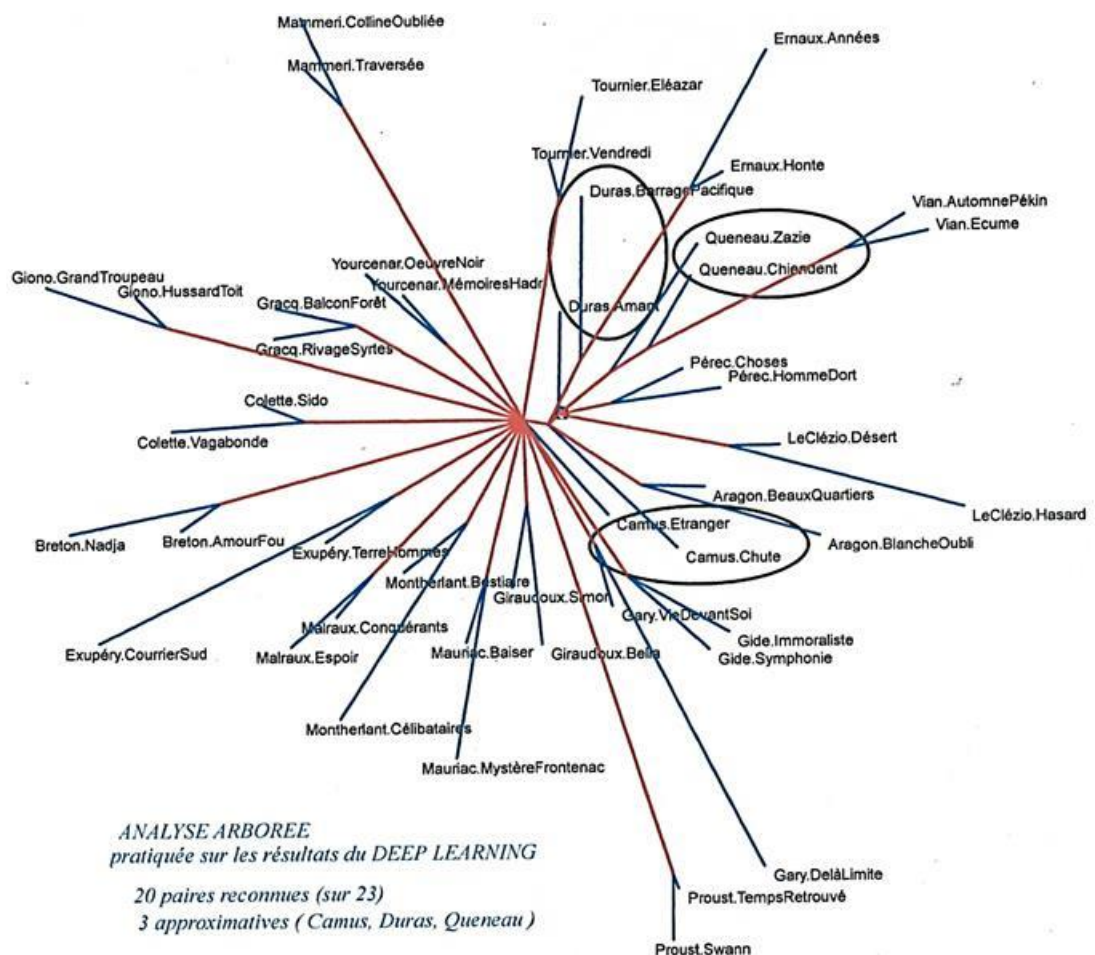 Mammeri.CollineOubliée
Ernaux.Années
Mammeri.Traversée
Tournier.Eléazar
Tournier.Vendredi
Ernaux.Honte
Duras.BarragePacifique
Vian.AutomnePékin
Vian.Ecume
Queneau.Zazie
Yourcenar.OeuvreNoir
Queneau.Chiendent
Giono.GrandTroupeau
Yourcenar.MémoiresHadr
Giono.HussardToit
Gracq.BalconForêt
Duras.Amant
Gracq.RivageSyrtes
Pérec.Choses
Pérec.HommeDort
Colette.Sido
Colette.Vagabonde
LeClézio.Désert
Aragon.BeauxQuartiers
LeClézio.Hasard
Camus.Etranger
Breton.Nadja
Breton.AmourFou
Aragon.BlancheOubli
Exupéry.TerreHommes
Camus.Chute
Montherlant.Bestiaire
Giraudoux.Simon
Gary.VieDevantSoi
Malraux.Conquérants
Gide.Immoraliste
Exupéry.CourrierSud
Malraux.Espoir
Mauriac.Baiser
Giraudoux.Bella
Gide.Symphonie
Montherlant.Célibataires
Mauriac.MystèreFrontenac
ANALYSE ARBOREE
pratiquée sur les résultats du DEEP LEARNING
Gary.DelàLimite
20 paires reconnues (sur 23)
Proust.TempsRetrouvé
3 approximatives ( Camus, Duras, Queneau )
Proust.Swann